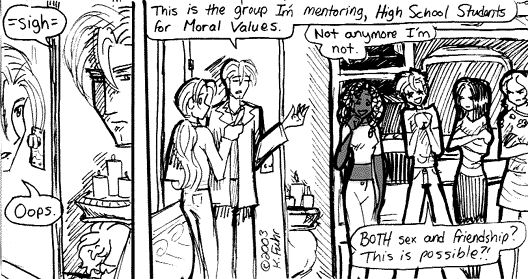 =sigh=
Oops.
This is the group I'm mentoring, High School Students
for Moral Values.
Not anymore I'm
not.
BOTH sex and friendship?
This is possible?!
©2003
K. Fehr